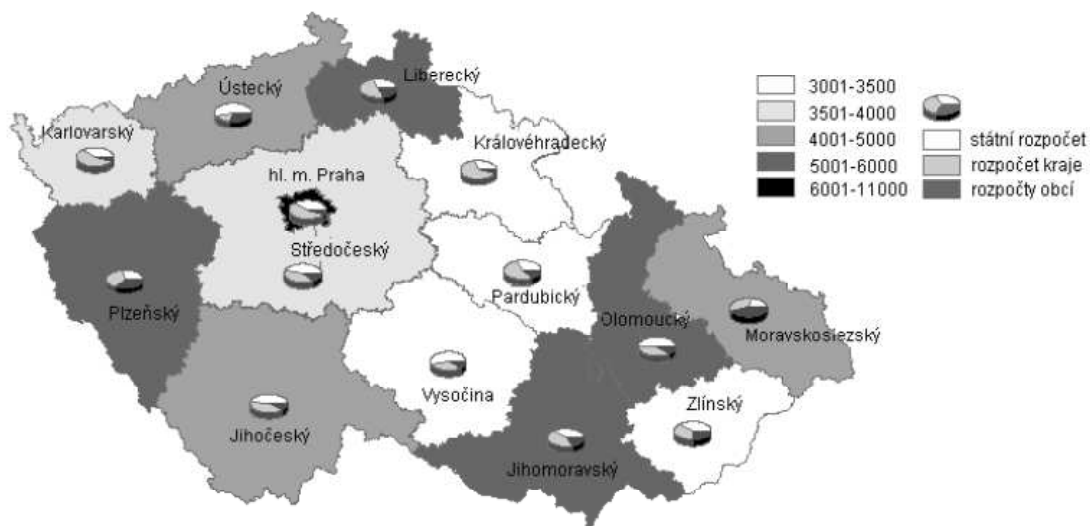 Liberecký
Ústecký
Karlovarský
Královéhradecký
hl. m. Praha
Středočeský
Pardubický
Plzeňský
Olomoucký
Moravskoslezský
Vysočina
Zlínský
Jihočeský
Jihomoravský
3001-3500
3501-4000
4001-5000
5001-6000
6001-11000
státní rozpočet
rozpočet kraje
rozpočty obcí